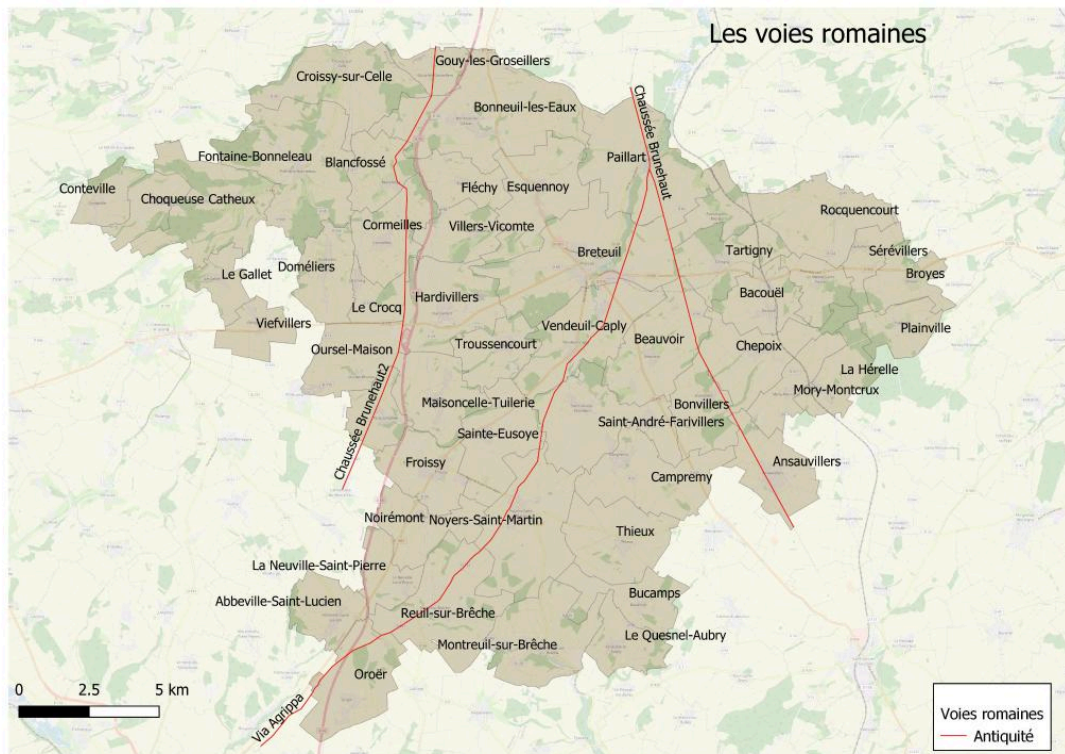 Les voies romaines
Gouy-les-Groseillers
Croissy-sur-Celle
Bonneuil-les-Eaux
Chaussée Brunehaut
Paillart
Fontaine-Bonneleau
Blancfossé
Conteville
Choqueuse Catheux
Fléchy
Esquennoy
Rocquencourt
Cormeilles
Villers-Vicomte
Breteuil
Tartigny
Sérévillers
Broyes
Le Gallet
Doméliers
Bacouël
Hardivillers
Le Crocq
Viefvillers
Vendeuil-Caply
Plainville
Oursel-Maison
Troussencourt
Beauvoir
Chepoix
La Hérelle
Mory-Montcrux
Maisoncelle-Tuilerie
Bonvillers
Saint-André-Farivillers
Chaussée Brunehaut2
Sainte-Eusoye
Froissy
Ansauvillers
Campremy
Noirémont
Noyers-Saint-Martin
Thieux
La Neuville-Saint-Pierre
Abbeville-Saint-Lucien
Bucamps
Reuil-sur-Brêche
Le Quesnel-Aubry
Montreuil-sur-Brêche
Oroër
Via Agrippa
0 2.5 5 km
Voies romaines
Antiquité